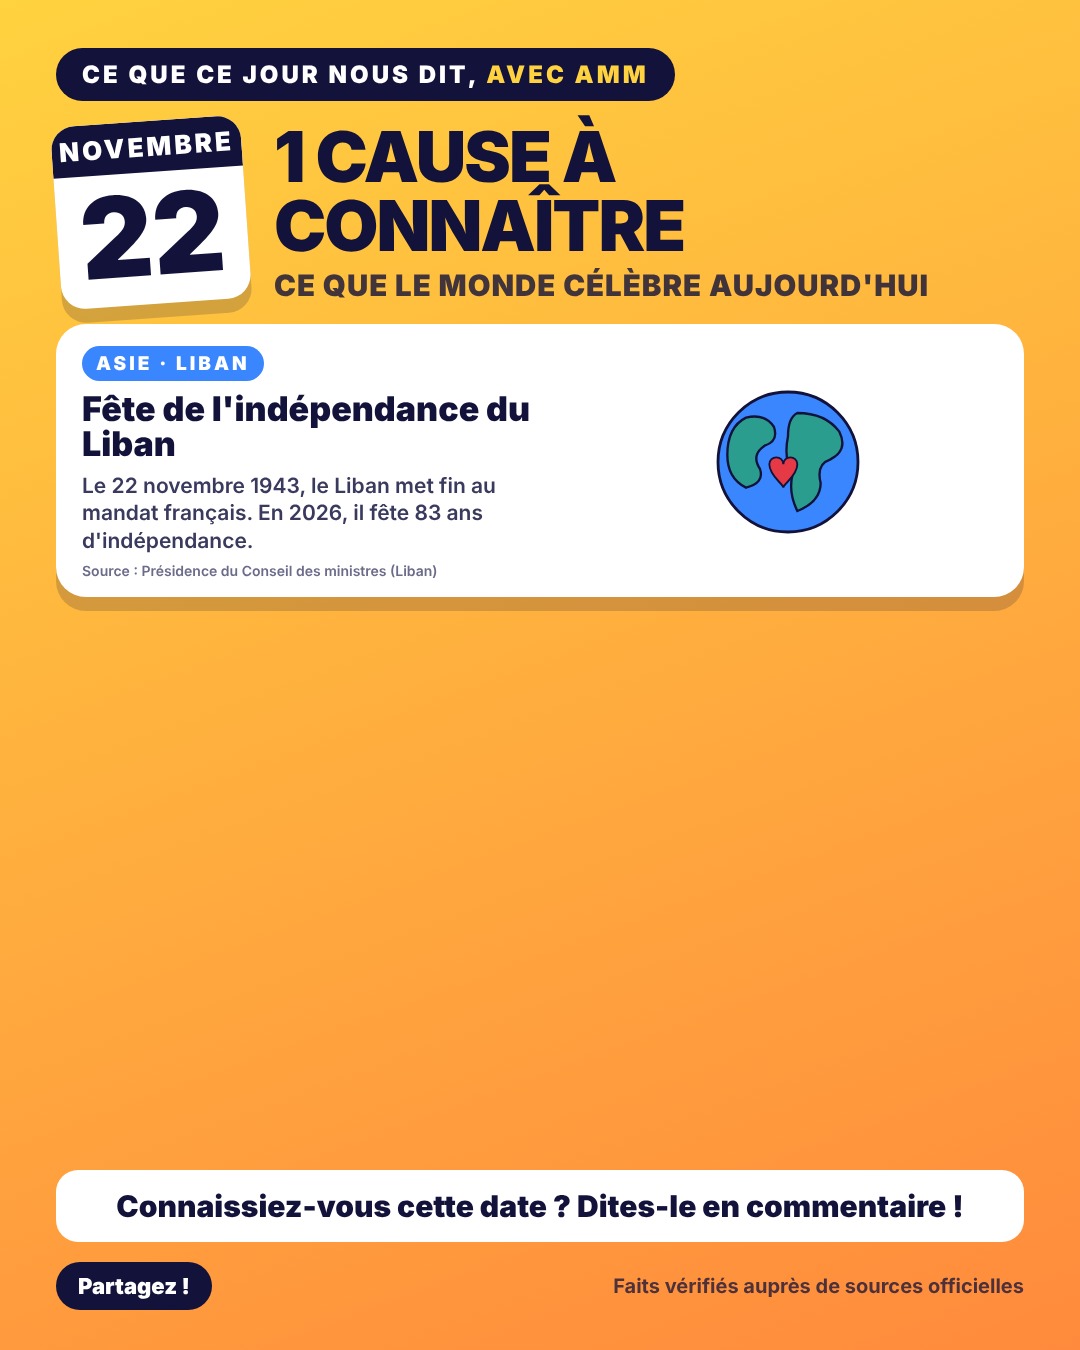 CE QUE CE JOUR NOUS DIT, AVEC AMM
NOVEMBRE
22
1 CAUSE À
CONNAÎTRE
CE QUE LE MONDE CÉLÈBRE AUJOURD'HUI
ASIE · LIBAN
Fête de l'indépendance du
Liban
Le 22 novembre 1943, le Liban met fin au
mandat français. En 2026, il fête 83 ans
d'indépendance.
Source : Présidence du Conseil des ministres (Liban)
Connaissiez-vous cette date ? Dites-le en commentaire !
Partagez !
Faits vérifiés auprès de sources officielles